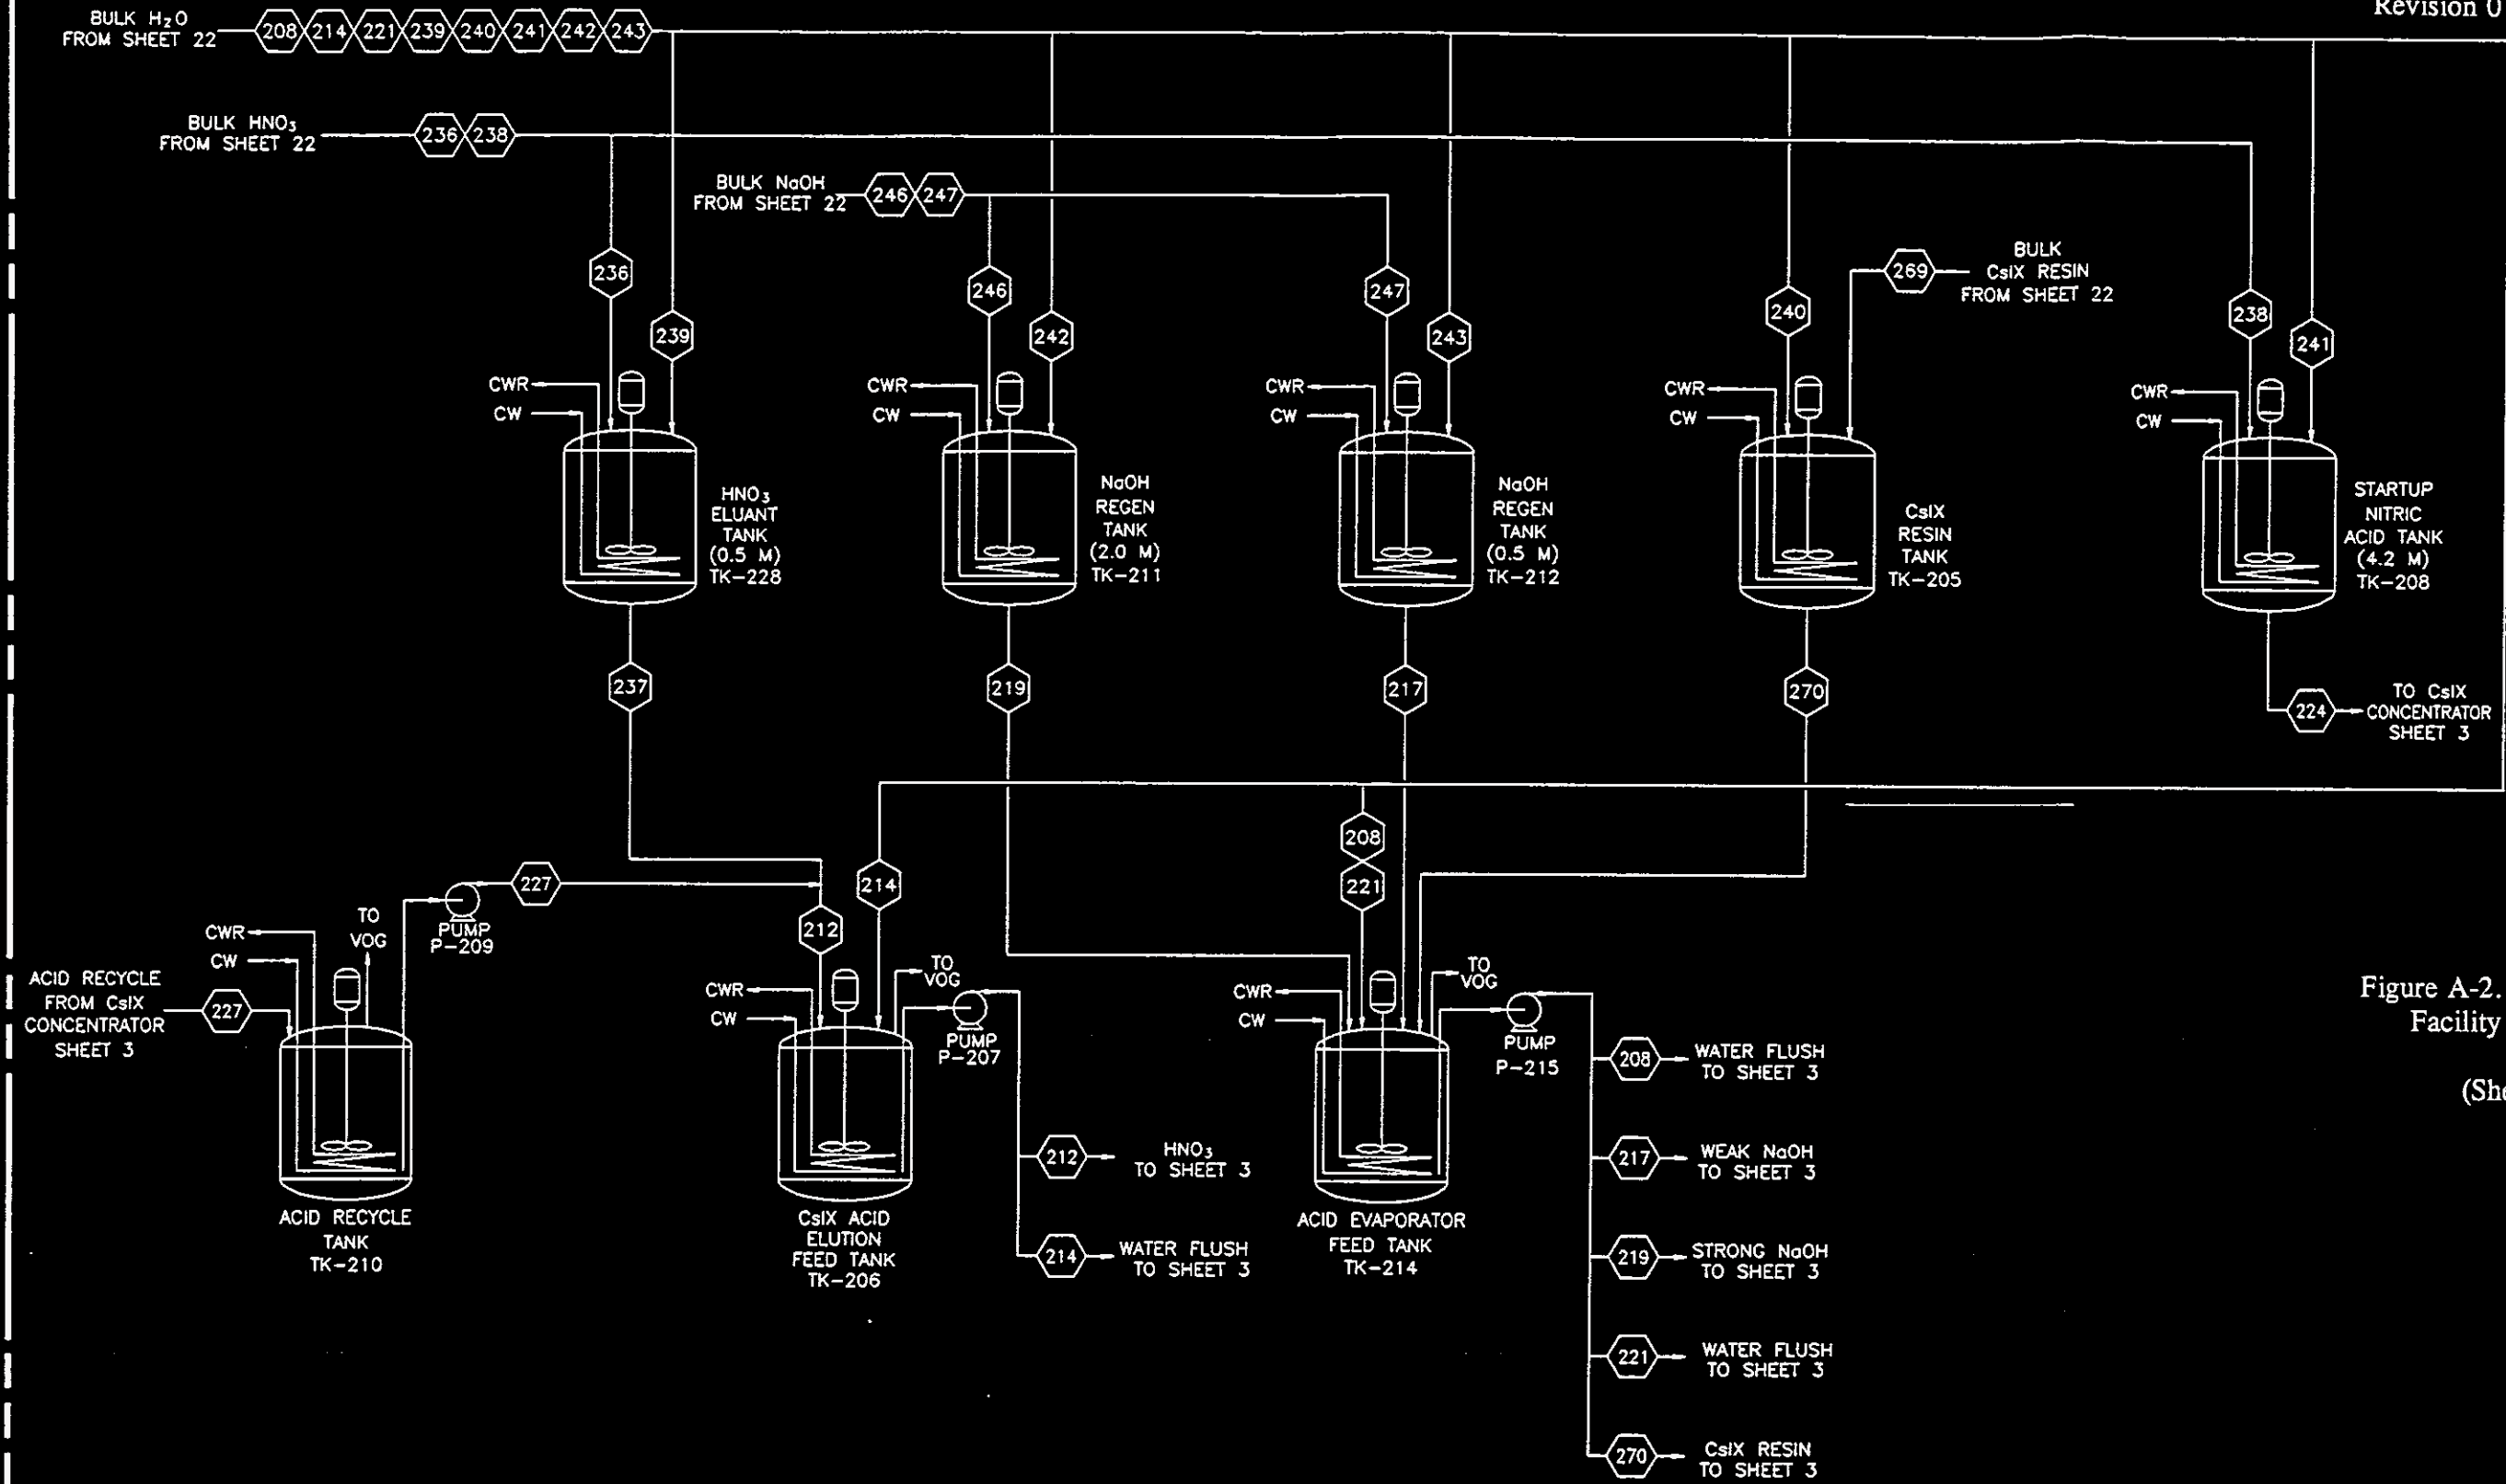 Revision 0
BULK H₂O
FROM SHEET 22
208 214 221 239 240 241 242 243
BULK HNO₃
FROM SHEET 22
236 238
BULK NaOH
FROM SHEET 22
246 247
236
239
246
242
247
243
240
269
BULK
CsIX RESIN
FROM SHEET 22
238
241
CWR
CW
HNO₃
ELUANT
TANK
(0.5 M)
TK-228
CWR
CW
NaOH
REGEN
TANK
(2.0 M)
TK-211
CWR
CW
NaOH
REGEN
TANK
(0.5 M)
TK-212
CWR
CW
CsIX
RESIN
TANK
TK-205
CWR
CW
STARTUP
NITRIC
ACID TANK
(4.2 M)
TK-208
237
219
217
270
224
TO CsIX
CONCENTRATOR
SHEET 3
208
221
214
227
212
PUMP
P-209
TO
VOG
CWR
CW
ACID RECYCLE
FROM CsIX
CONCENTRATOR
SHEET 3
227
ACID RECYCLE
TANK
TK-210
CWR
CW
TO
VOG
PUMP
P-207
CsIX ACID
ELUTION
FEED TANK
TK-206
212
HNO₃
TO SHEET 3
214
WATER FLUSH
TO SHEET 3
CWR
CW
TO
VOG
PUMP
P-215
ACID EVAPORATOR
FEED TANK
TK-214
208
WATER FLUSH
TO SHEET 3
217
WEAK NaOH
TO SHEET 3
219
STRONG NaOH
TO SHEET 3
221
WATER FLUSH
TO SHEET 3
270
CsIX RESIN
TO SHEET 3
Figure A-2.
Facility